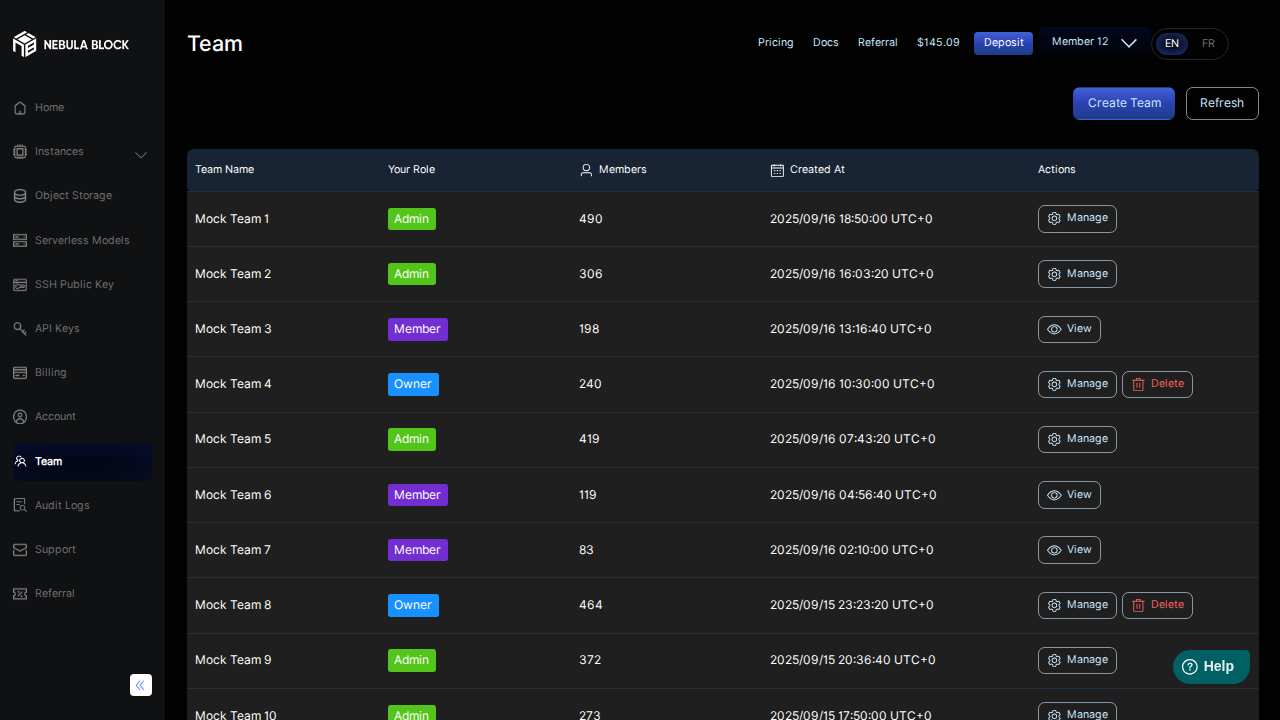 NEBULA BLOCK
Home
Instances
Object Storage
Serverless Models
SSH Public Key
API Keys
Billing
Account
Team
Audit Logs
Support
Referral
Team
Pricing Docs Referral $145.09 Deposit Member 12 EN FR
Create Team Refresh
Team Name Your Role Members Created At Actions
Mock Team 1 Admin 490 2025/09/16 18:50:00 UTC+0 Manage
Mock Team 2 Admin 306 2025/09/16 16:03:20 UTC+0 Manage
Mock Team 3 Member 198 2025/09/16 13:16:40 UTC+0 View
Mock Team 4 Owner 240 2025/09/16 10:30:00 UTC+0 Manage Delete
Mock Team 5 Admin 419 2025/09/16 07:43:20 UTC+0 Manage
Mock Team 6 Member 119 2025/09/16 04:56:40 UTC+0 View
Mock Team 7 Member 83 2025/09/16 02:10:00 UTC+0 View
Mock Team 8 Owner 464 2025/09/15 23:23:20 UTC+0 Manage Delete
Mock Team 9 Admin 372 2025/09/15 20:36:40 UTC+0 Manage
Mock Team 10 Admin 273 2025/09/15 17:50:00 UTC+0 Manage
Help